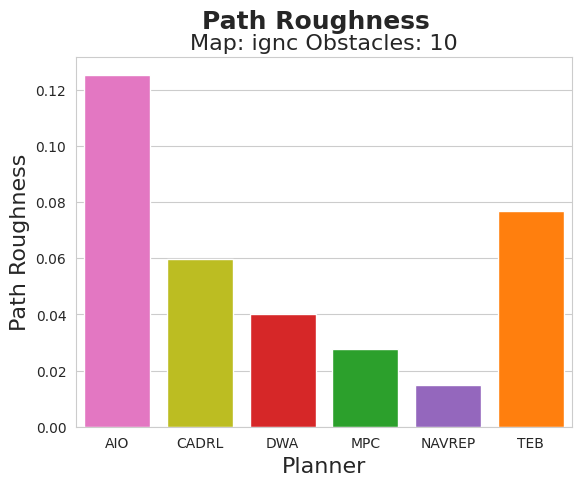 Path Roughness
Map: ignc Obstacles: 10
Path Roughness
0.12
0.10
0.08
0.06
0.04
0.02
0.00
AIO CADRL DWA MPC NAVREP TEB
Planner